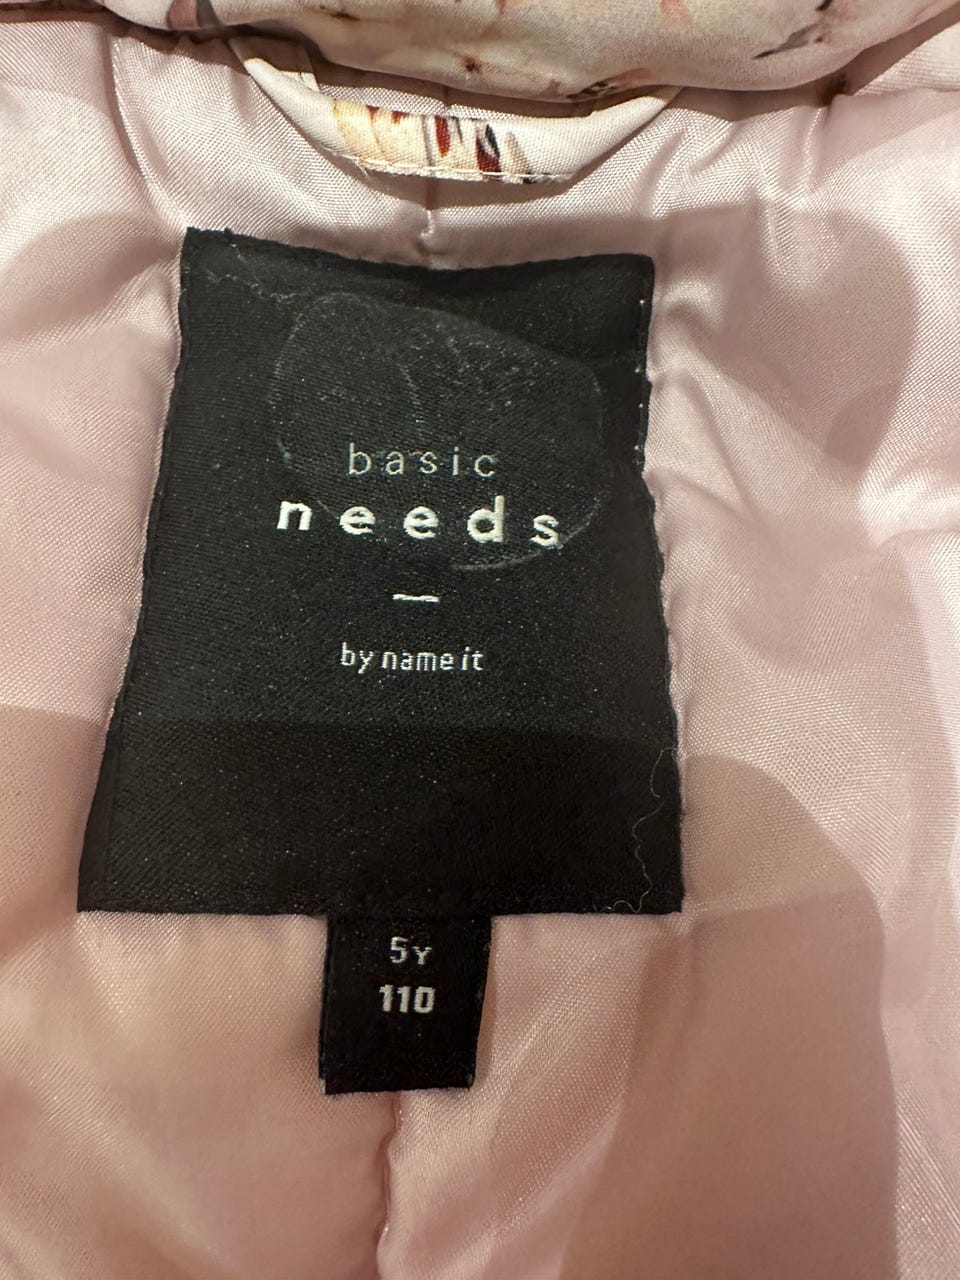 basic
needs
by name it
5Y
110